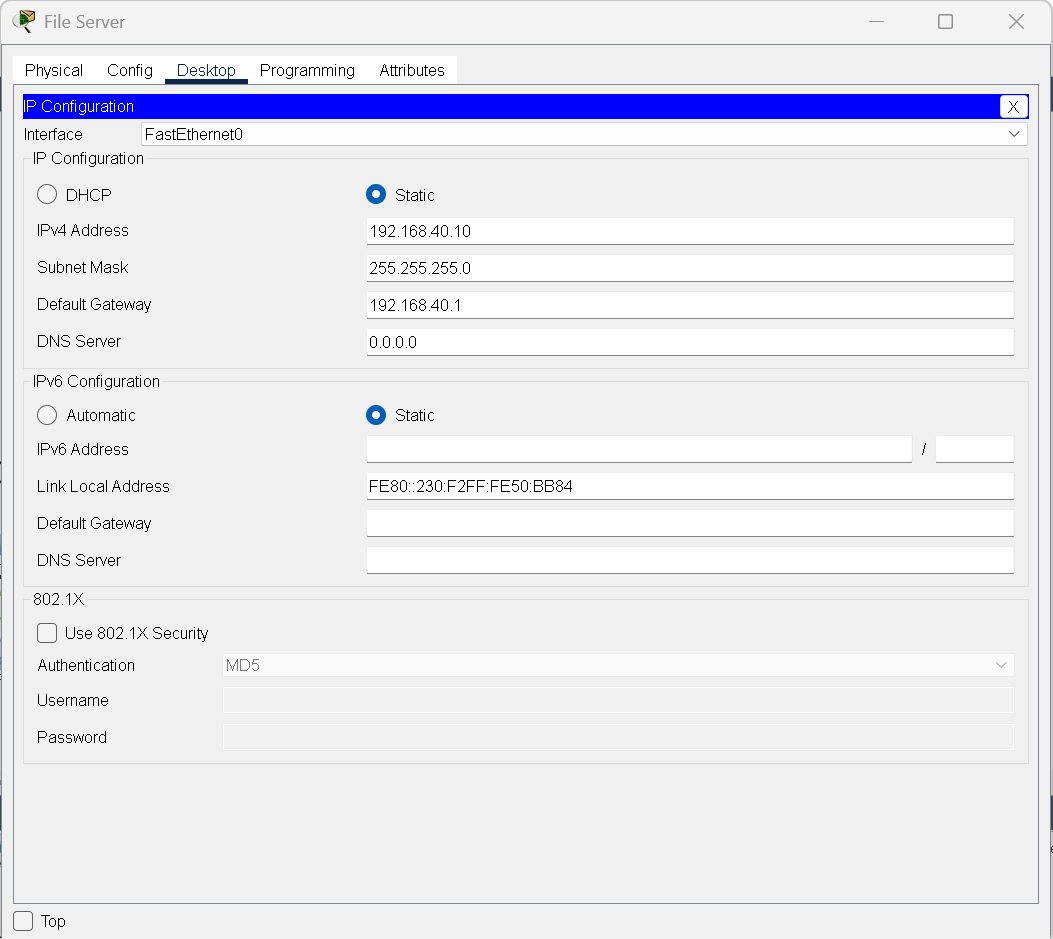 File Server
Physical Config Desktop Programming Attributes
IP Configuration X
Interface FastEthernet0
IP Configuration
DHCP Static
IPv4 Address 192.168.40.10
Subnet Mask 255.255.255.0
Default Gateway 192.168.40.1
DNS Server 0.0.0.0
IPv6 Configuration
Automatic Static
IPv6 Address /
Link Local Address FE80::230:F2FF:FE50:BB84
Default Gateway
DNS Server
802.1X
Use 802.1X Security
Authentication MD5
Username
Password
Top